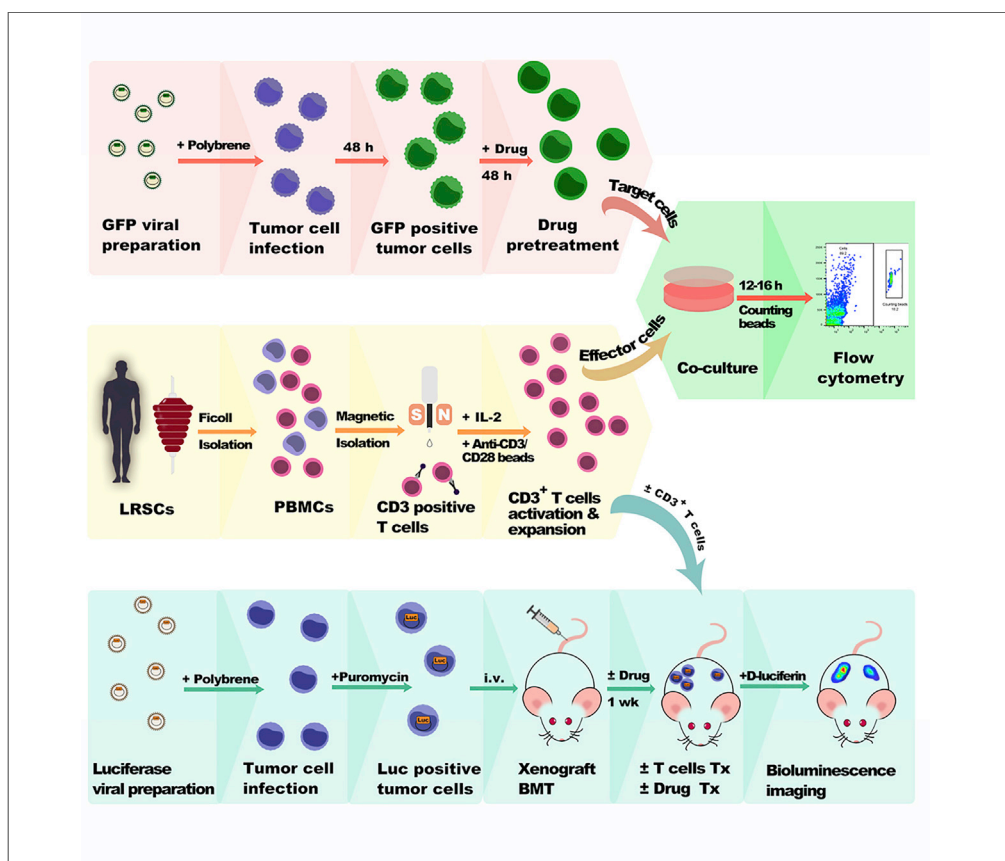 + Polybrene
48 h
+ Drug
48 h
GFP viral
preparation
Tumor cell
infection
GFP positive
tumor cells
Drug
pretreatment
Target cells
12-16 h
Counting
beads
Cells
Counting beads
Co-culture
Flow
cytometry
Effector cells
Ficoll
Isolation
Magnetic
Isolation
S N
+ IL-2
+ Anti-CD3/
CD28 beads
LRSCs
PBMCs
CD3 positive
T cells
CD3⁺ T cells
activation &
expansion
± CD3⁺ T cells
+ Polybrene
+Puromycin
Luc
Luc
Luc
i.v.
± Drug
1 wk
+D-luciferin
Luciferase
viral preparation
Tumor cell
infection
Luc positive
tumor cells
Xenograft
BMT
± T cells Tx
± Drug Tx
Bioluminescence
imaging